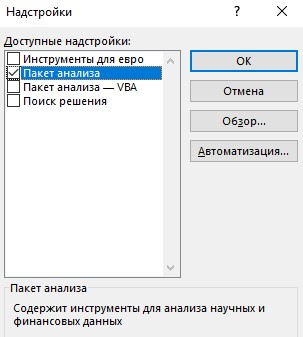 Надстройки ? ×
Доступные надстройки:
Инструменты для евро
Пакет анализа
Пакет анализа — VBA
Поиск решения
ОК
Отмена
Обзор...
Автоматизация...
Пакет анализа
Содержит инструменты для анализа научных и
финансовых данных